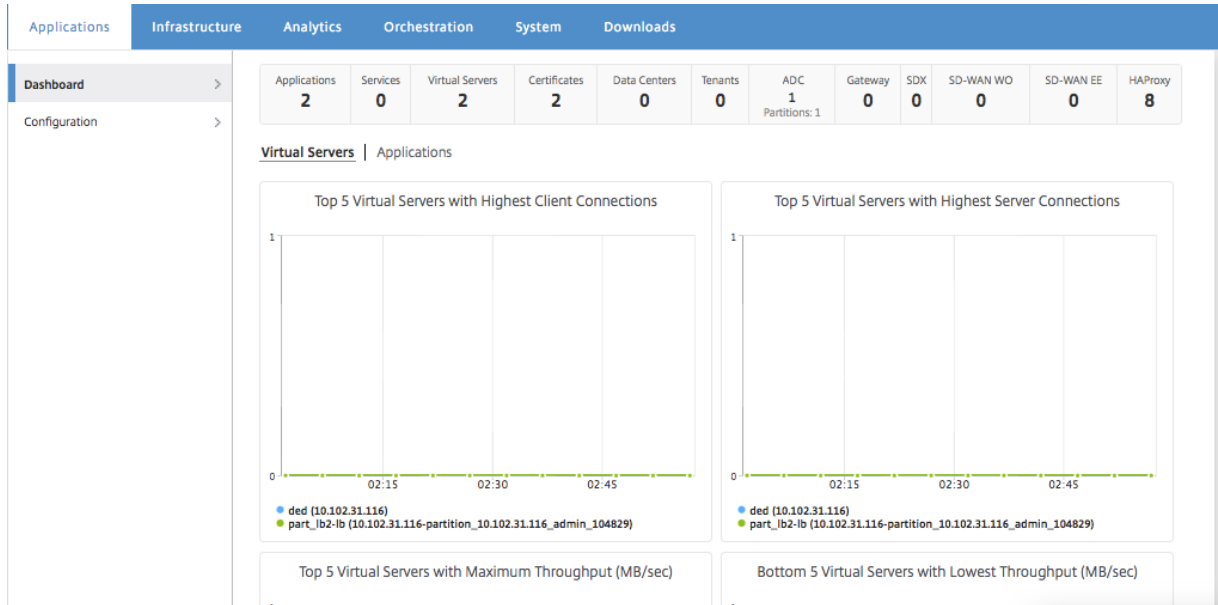 Applications Infrastructure Analytics Orchestration System Downloads
Dashboard
Configuration
Applications Services Virtual Servers Certificates Data Centers Tenants ADC Gateway SDX SD-WAN WO SD-WAN EE HAProxy
2 0 2 2 0 0 1 0 0 0 0 8
Partitions: 1
Virtual Servers | Applications
Top 5 Virtual Servers with Highest Client Connections
1
0
02:15 02:30 02:45
ded (10.102.31.116)
part_lb2-lb (10.102.31.116-partition_10.102.31.116_admin_104829)
Top 5 Virtual Servers with Highest Server Connections
1
0
02:15 02:30 02:45
ded (10.102.31.116)
part_lb2-lb (10.102.31.116-partition_10.102.31.116_admin_104829)
Top 5 Virtual Servers with Maximum Throughput (MB/sec)
Bottom 5 Virtual Servers with Lowest Throughput (MB/sec)